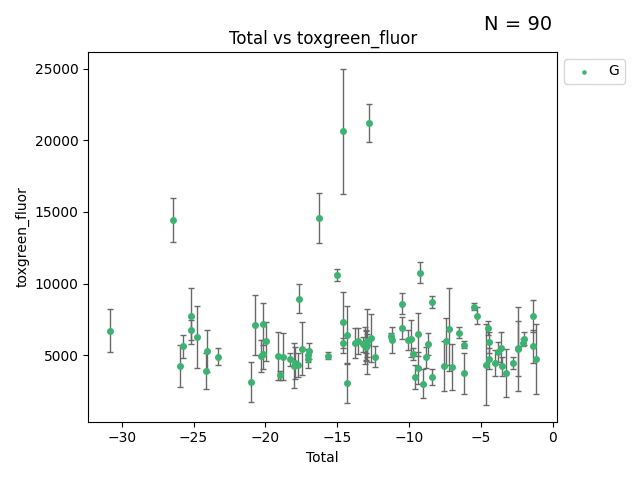 N = 90
Total vs toxgreen_fluor
G
toxgreen_fluor
25000
20000
15000
10000
5000
−30 −25 −20 −15 −10 −5 0
Total